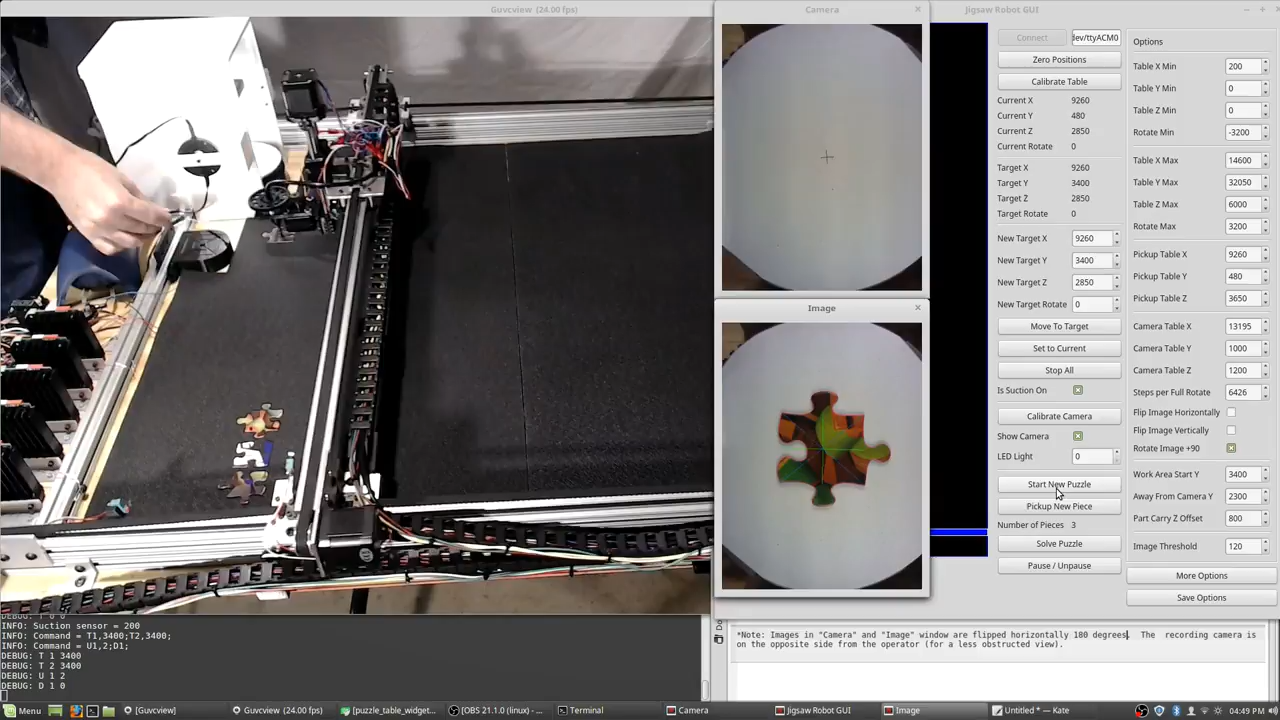 Guvcview (24.00 fps)
Camera
Jigsaw Robot GUI
Connect
dev/ttyACM0
Zero Positions
Calibrate Table
Current X 9260
Current Y 480
Current Z 2850
Current Rotate 0
Target X 9260
Target Y 3400
Target Z 2850
Target Rotate 0
New Target X 9260
New Target Y 3400
New Target Z 2850
New Target Rotate 0
Move To Target
Set to Current
Stop All
Is Suction On
Calibrate Camera
Show Camera
LED Light 0
Start New Puzzle
Pickup New Piece
Number of Pieces 3
Solve Puzzle
Pause / Unpause
Options
Table X Min 200
Table Y Min 0
Table Z Min 0
Rotate Min -3200
Table X Max 14600
Table Y Max 32050
Table Z Max 6000
Rotate Max 3200
Pickup Table X 9260
Pickup Table Y 480
Pickup Table Z 3650
Camera Table X 13195
Camera Table Y 1000
Camera Table Z 1200
Steps per Full Rotate 6426
Flip Image Horizontally
Flip Image Vertically
Rotate Image +90
Work Area Start Y 3400
Away From Camera Y 2300
Part Carry Z Offset 800
Image Threshold 120
More Options
Save Options
Image
INFO: Suction sensor = 200
INFO: Command = T1,3400;T2,3400;
INFO: Command = U1,2;D1;
DEBUG: T 1 3400
DEBUG: T 2 3400
DEBUG: U 1 2
DEBUG: D 1 0
*Note: Images in "Camera" and "Image" window are flipped horizontally 180 degrees. The recording camera is
on the opposite side from the operator (for a less obstructed view).
Menu
[Guvcview]
Guvcview (24.00 fps)
[puzzle_table_widget...
[OBS 21.1.0 (linux) - ...
Terminal
Camera
Jigsaw Robot GUI
Image
Untitled * — Kate
04:49 PM